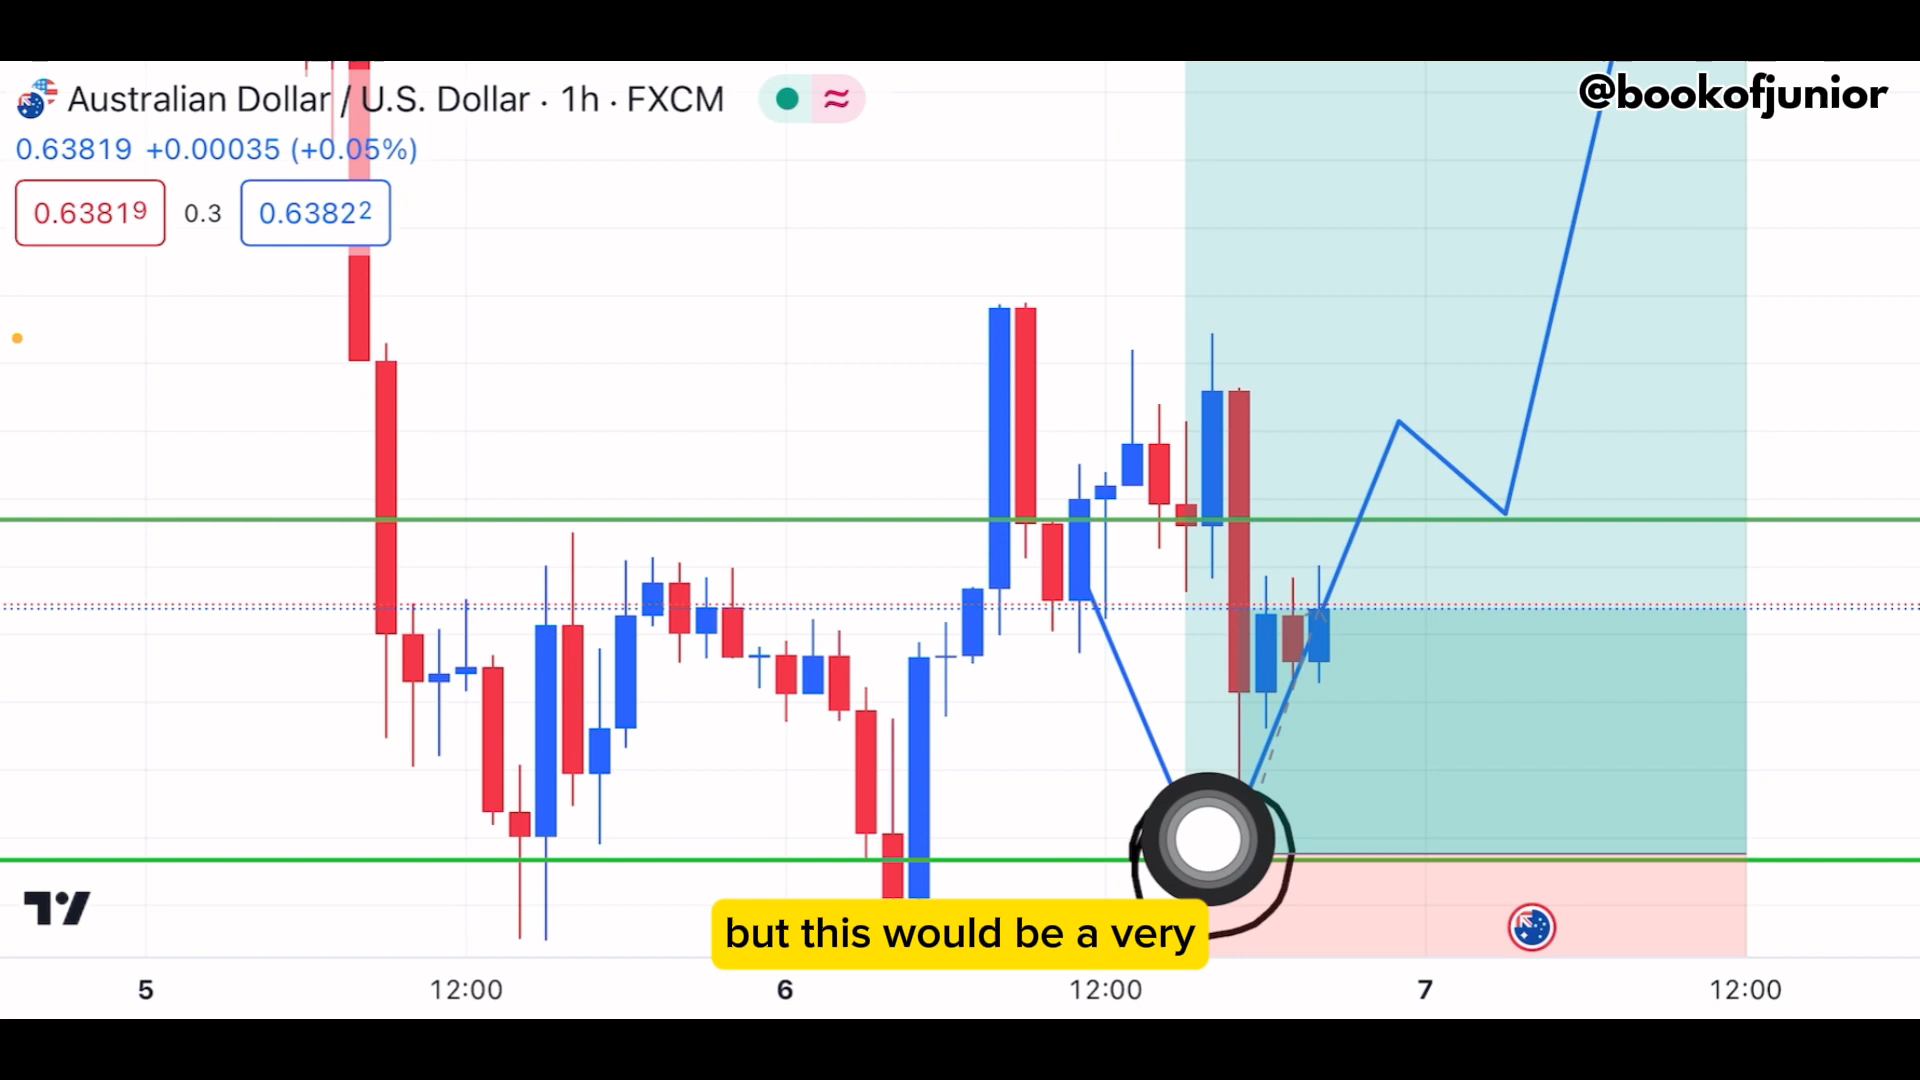 @bookofjunior
Australian Dollar / U.S. Dollar · 1h · FXCM
0.63819 +0.00035 (+0.05%)
0.63819 0.3 0.63822
but this would be a very
5 12:00 6 12:00 7 12:00